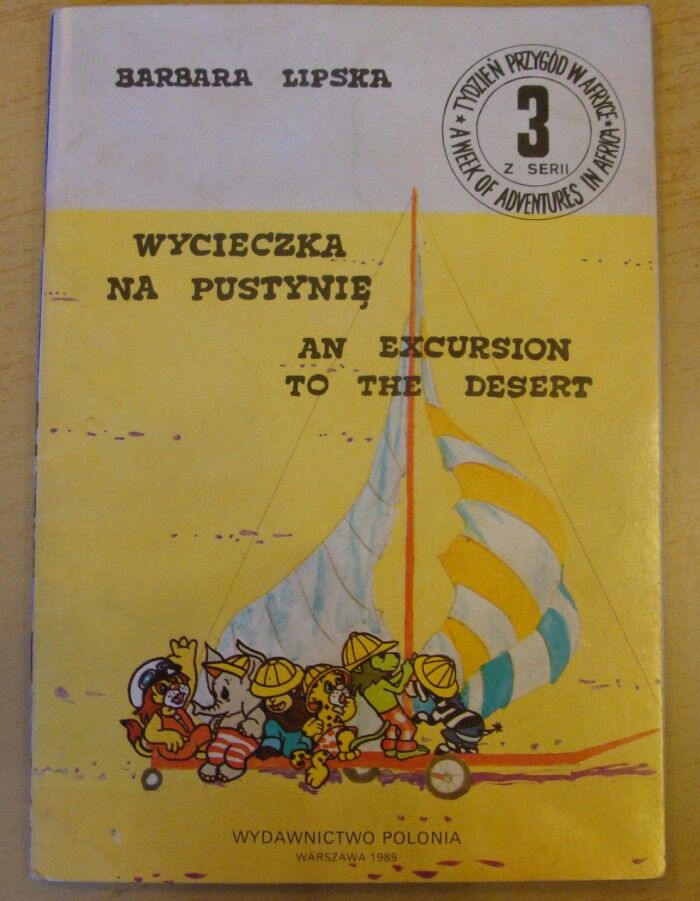 BARBARA LIPSKA
★ TYDZIEŃ PRZYGÓD W AFRYCE ★
A WEEK OF ADVENTURES IN AFRICA
3
Z SERII
WYCIECZKA
NA PUSTYNIĘ
AN EXCURSION
TO THE DESERT
WYDAWNICTWO POLONIA
WARSZAWA 1989